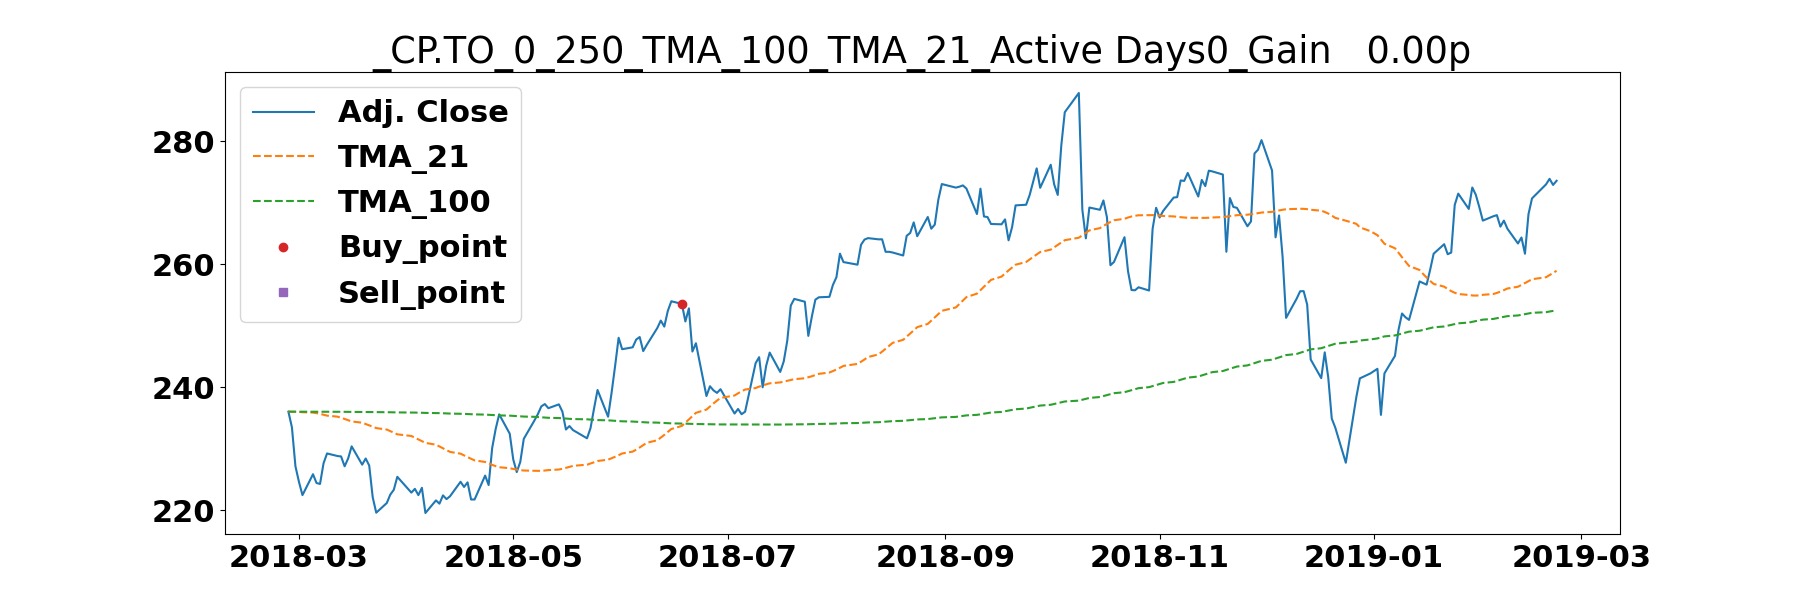 _CP.TO_0_250_TMA_100_TMA_21_Active Days0_Gain   0.00p
Adj. Close
TMA_21
TMA_100
Buy_point
Sell_point
280
260
240
220
2018-03 2018-05 2018-07 2018-09 2018-11 2019-01 2019-03